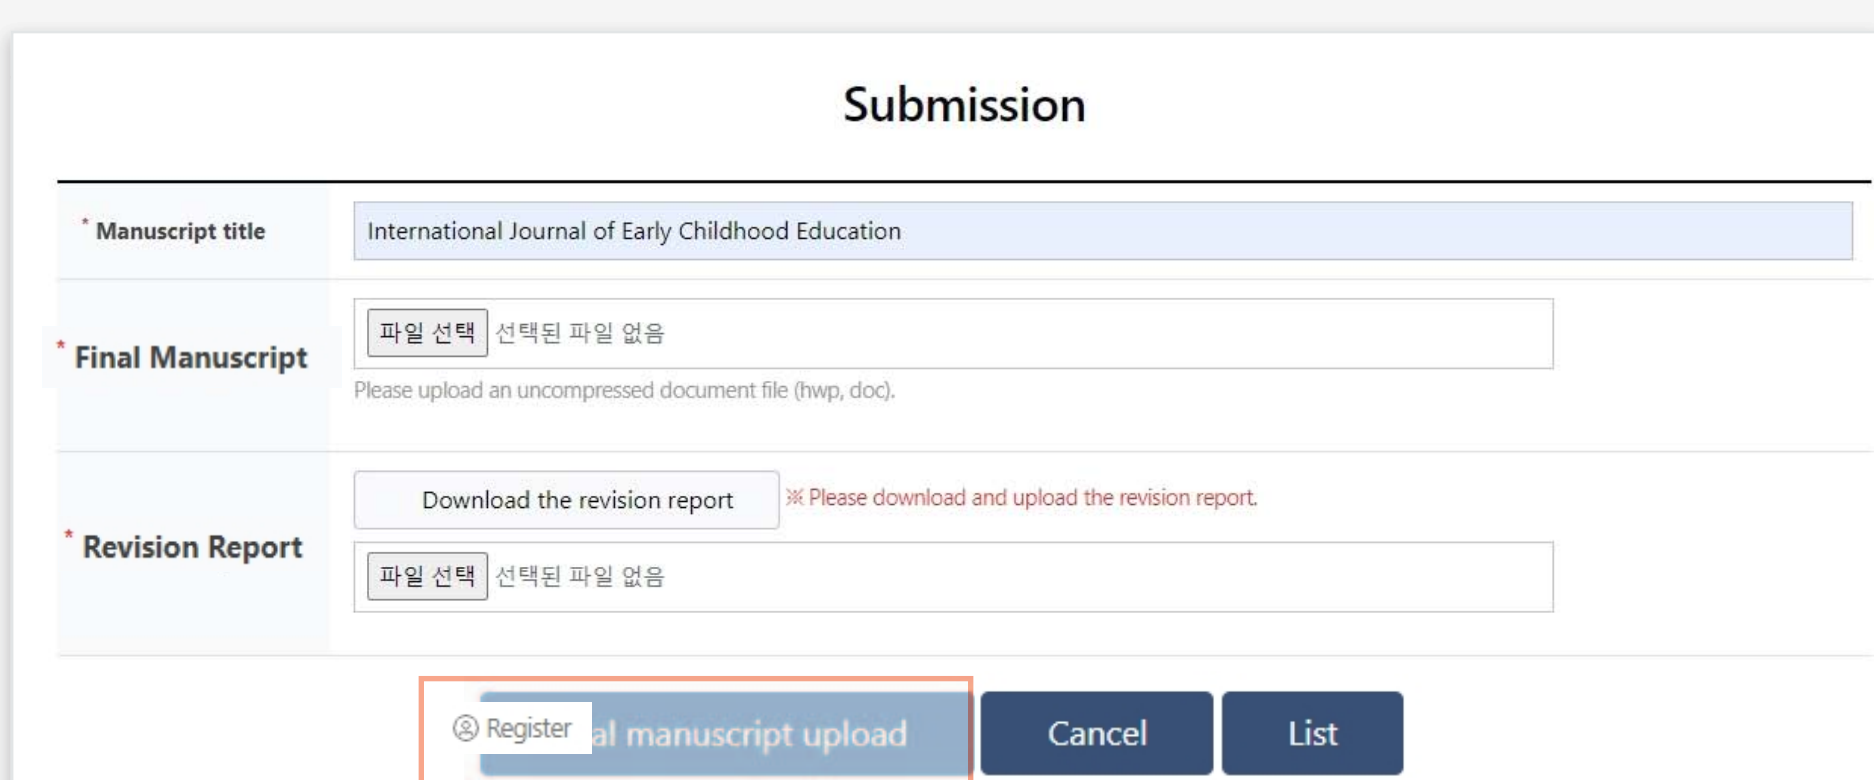 Submission
* Manuscript title
International Journal of Early Childhood Education
* Final Manuscript
파일 선택 선택된 파일 없음
Please upload an uncompressed document file (hwp, doc).
* Revision Report
Download the revision report ※ Please download and upload the revision report.
파일 선택 선택된 파일 없음
Register al manuscript upload Cancel List